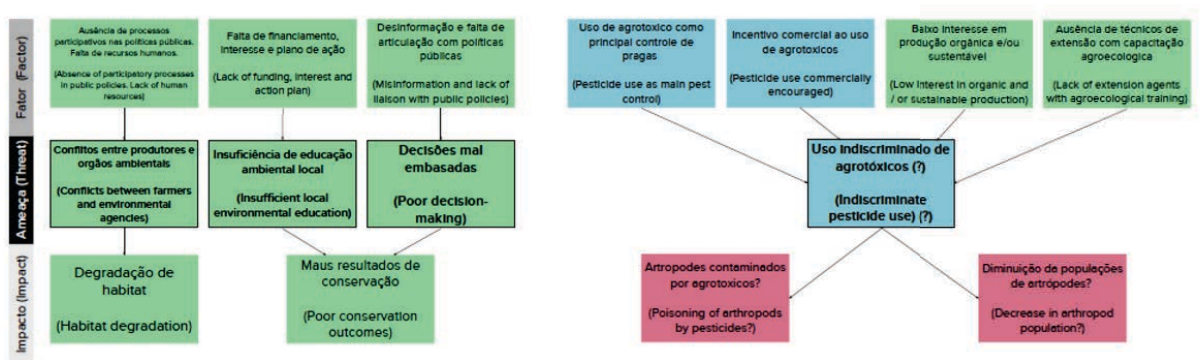 Fator (Factor)
Ausência de processos
participativos nas políticas públicas.
Falta de recursos humanos.
(Absence of participatory processes
in public policies. Lack of human
resources)
Falta de financiamento,
interesse e plano de ação
(Lack of funding, interest and
action plan)
Desinformação e falta de
articulação com políticas
públicas
(Misinformation and lack of
liaison with public policies)
Uso de agrotoxico como
principal controle de
pragas
(Pesticide use as main pest
control)
Incentivo comercial ao uso
de agrotoxicos
(Pesticide use commercially
encouraged)
Baixo interesse em
produção orgânica e/ou
sustentável
(Low interest in organic and
/ or sustainable production)
Ausência de técnicos de
extensão com capacitação
agroecologica
(Lack of extension agents
with agroecological training)
Ameaça (Threat)
Conflitos entre produtores e
orgãos ambientais
(Conflicts between farmers
and environmental
agencies)
Insuficiência de educação
ambiental local
(Insufficient local
environmental education)
Decisões mal
embasadas
(Poor decision-
making)
Uso indiscriminado de
agrotóxicos (?)
(Indiscriminate
pesticide use) (?)
Impacto (Impact)
Degradação de
habitat
(Habitat degradation)
Maus resultados de
conservação
(Poor conservation
outcomes)
Artropodes contaminados
por agrotoxicos?
(Poisoning of arthropods
by pesticides?)
Diminuição da populações
de artrópodes?
(Decrease in arthropod
population?)